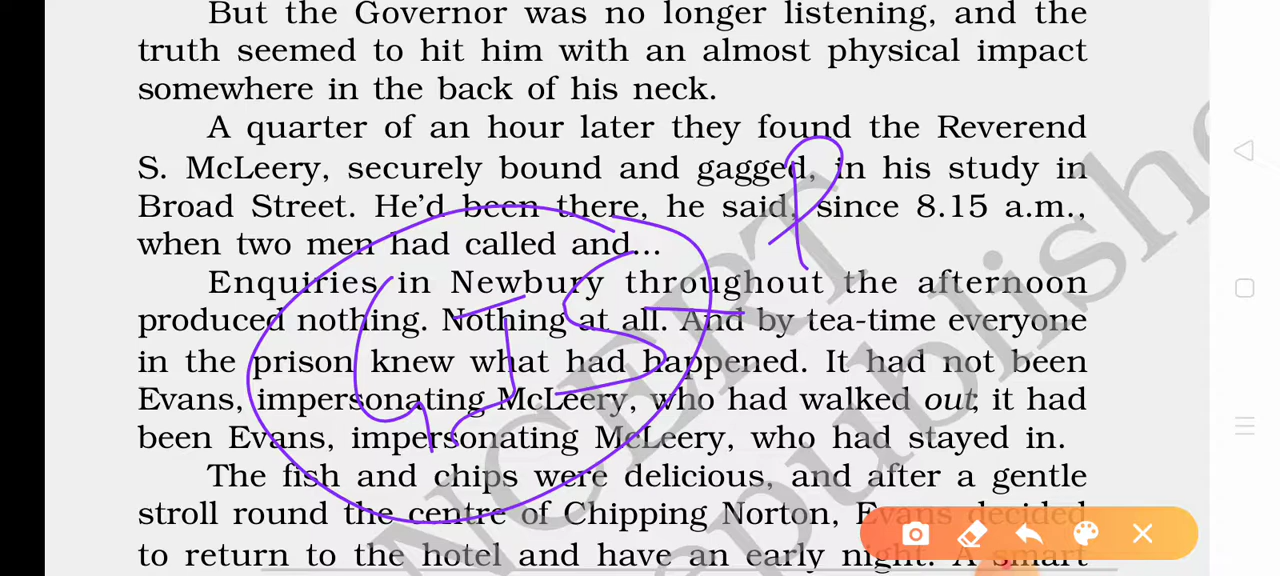 But the Governor was no longer listening, and the
truth seemed to hit him with an almost physical impact
somewhere in the back of his neck.
A quarter of an hour later they found the Reverend
S. McLeery, securely bound and gagged, in his study in
Broad Street. He'd been there, he said, since 8.15 a.m.,
when two men had called and...
Enquiries in Newbury throughout the afternoon
produced nothing. Nothing at all. And by tea-time everyone
in the prison knew what had happened. It had not been
Evans, impersonating McLeery, who had walked out; it had
been Evans, impersonating McLeery, who had stayed in.
The fish and chips were delicious, and after a gentle
stroll round the centre of Chipping Norton, Evans decided
to return to the hotel and have an early night. A smart
NCERT
republished